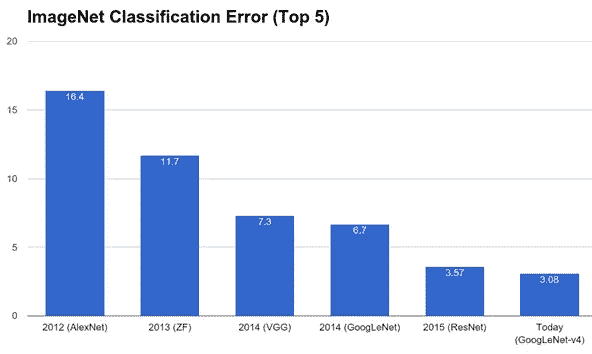 ImageNet Classification Error (Top 5)
20
15
10
5
0
16.4
11.7
7.3
6.7
3.57
3.08
2012 (AlexNet)
2013 (ZF)
2014 (VGG)
2014 (GoogLeNet)
2015 (ResNet)
Today
(GoogLeNet-v4)